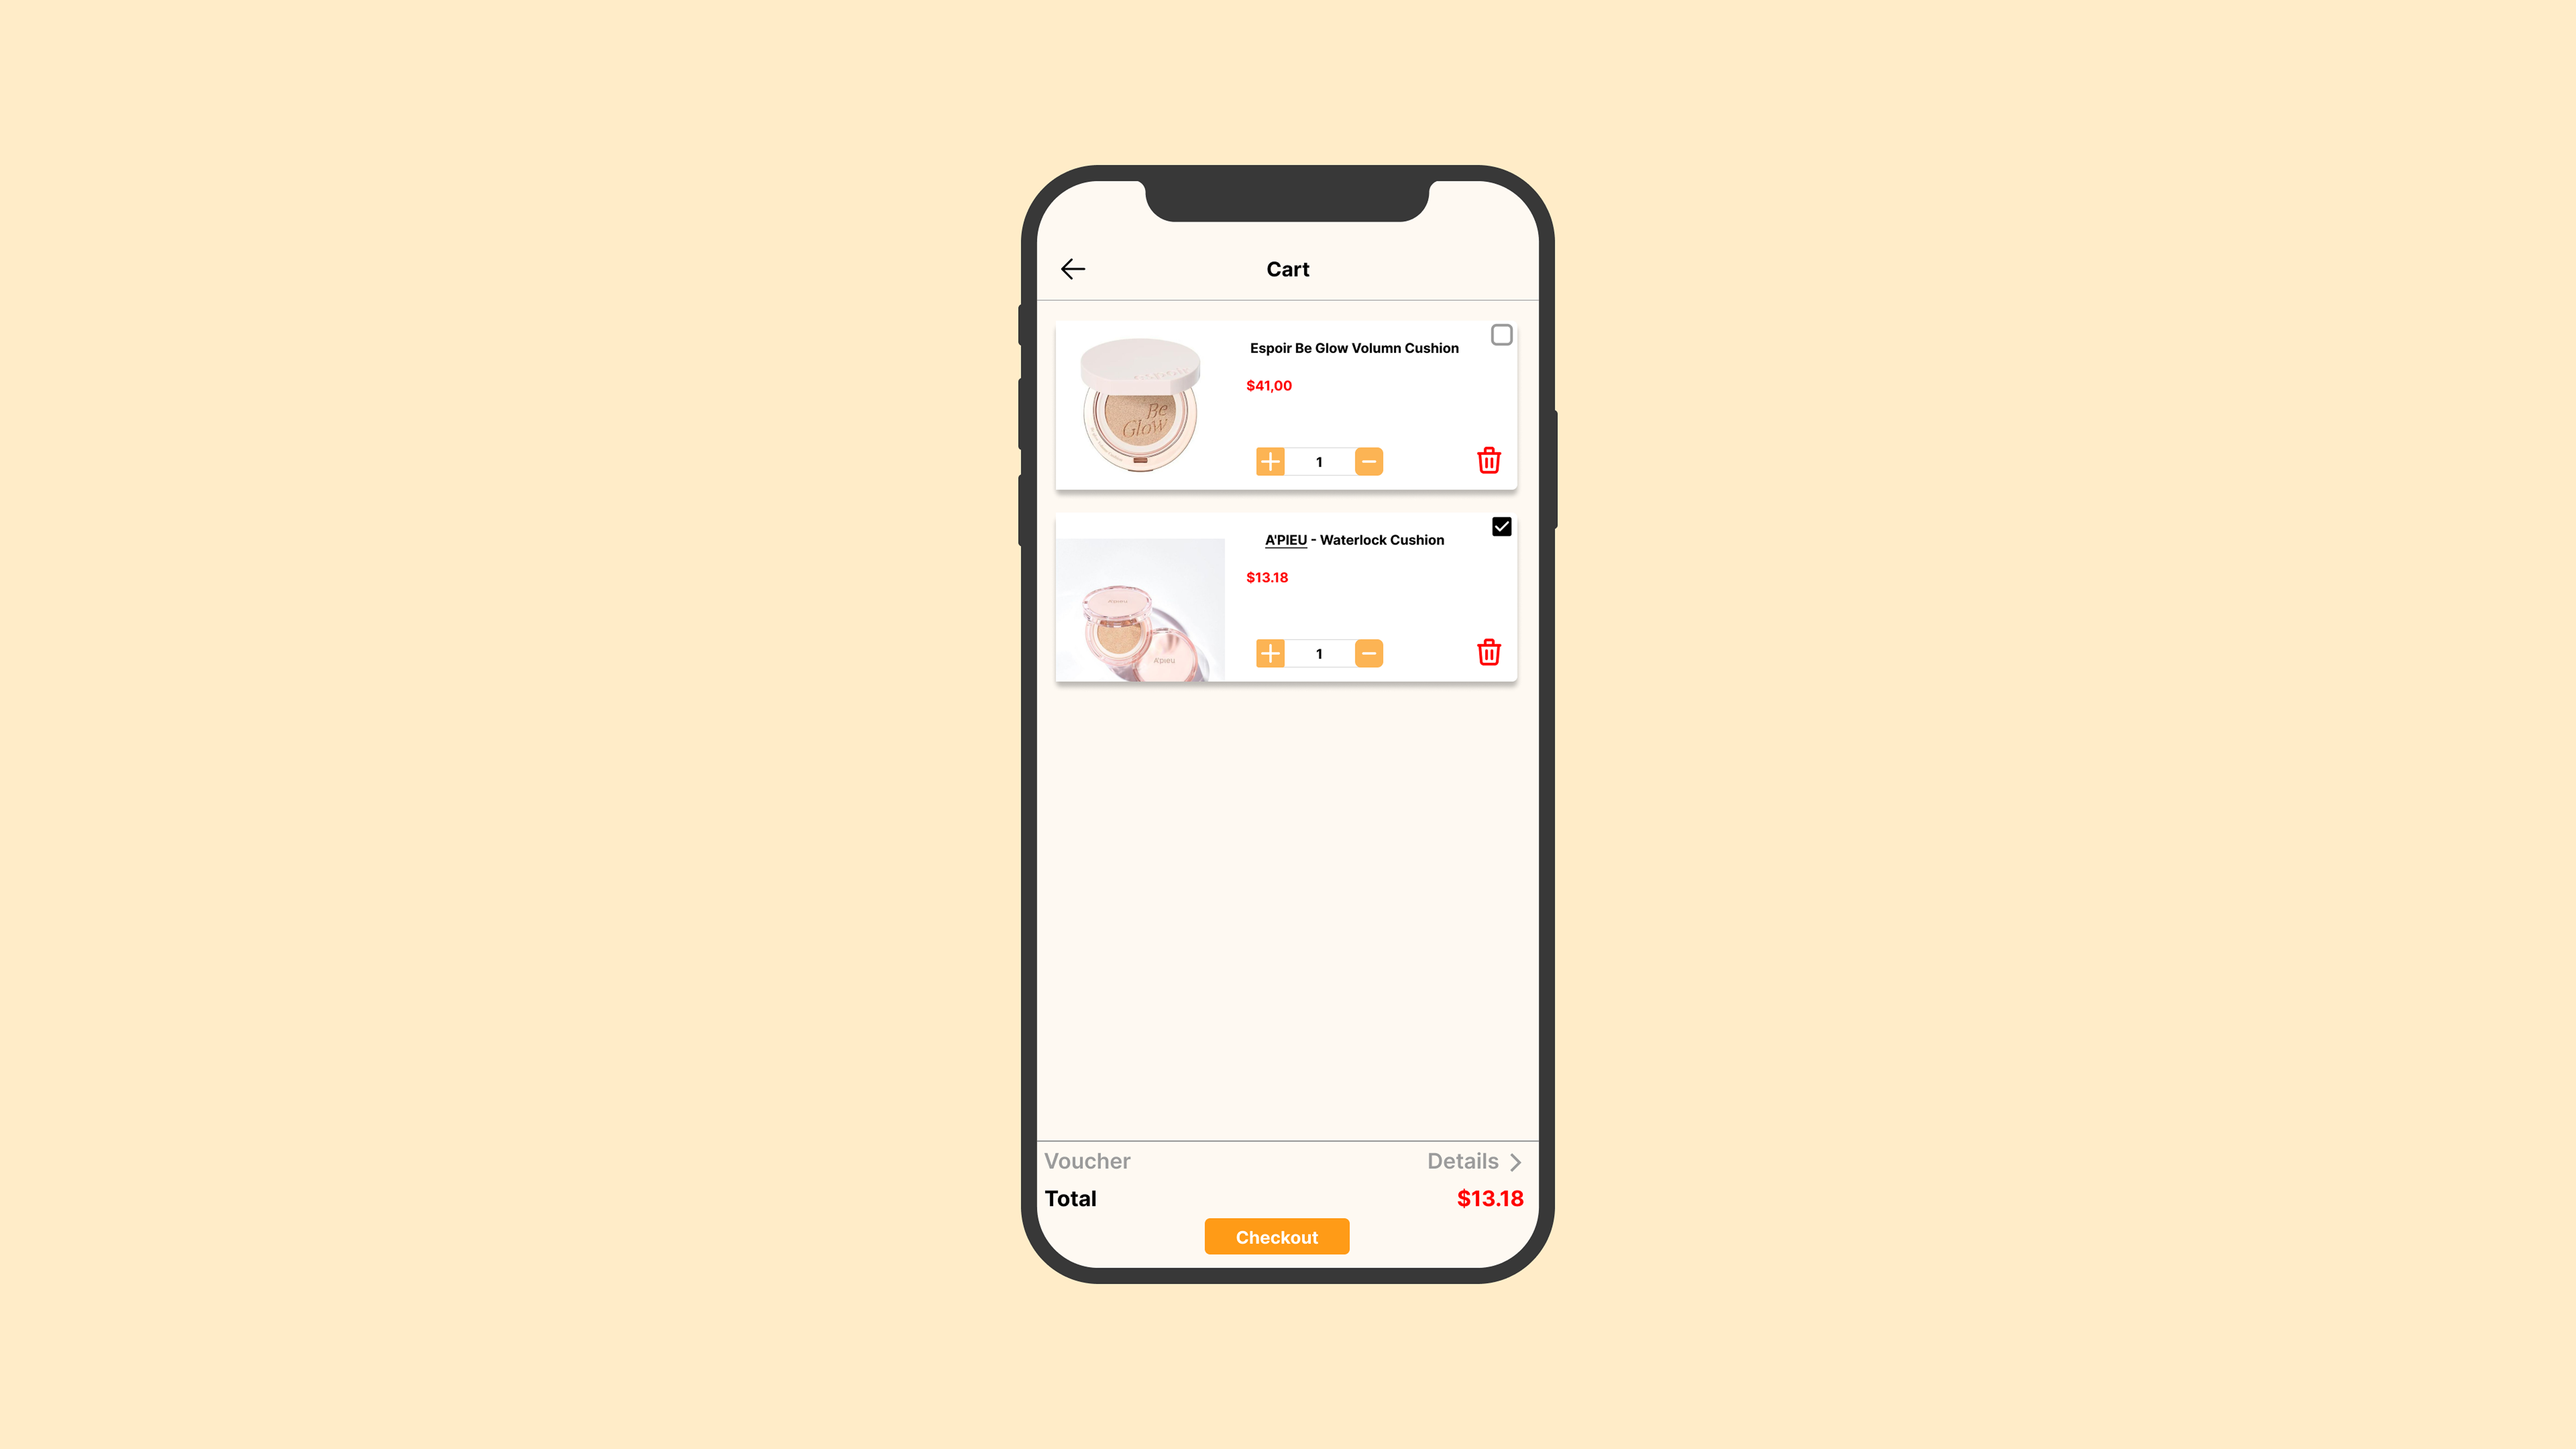 Cart
Espoir Be Glow Volumn Cushion
$41,00
Be
Glow
1
A'PIEU - Waterlock Cushion
$13.18
A'pieu
1
Voucher
Details
Total
$13.18
Checkout